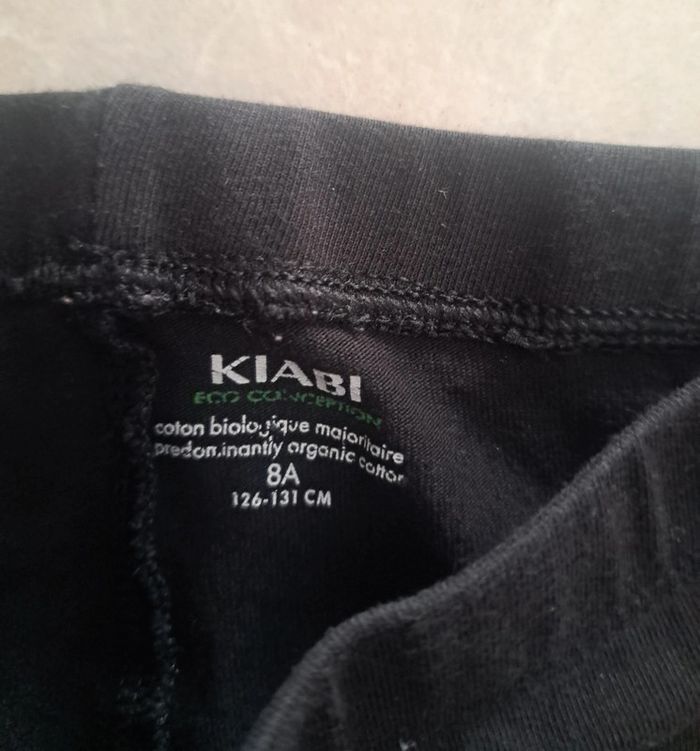 KIABI
ECO CONCEPTION
coton biologique majoritaire
predominantly organic cotton
8A
126-131 CM